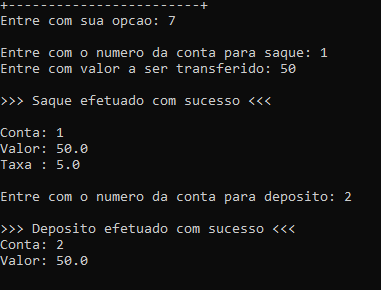 +------------------------+
Entre com sua opcao: 7
Entre com o numero da conta para saque: 1
Entre com valor a ser transferido: 50
>>> Saque efetuado com sucesso <<<
Conta: 1
Valor: 50.0
Taxa : 5.0
Entre com o numero da conta para deposito: 2
>>> Deposito efetuado com sucesso <<<
Conta: 2
Valor: 50.0